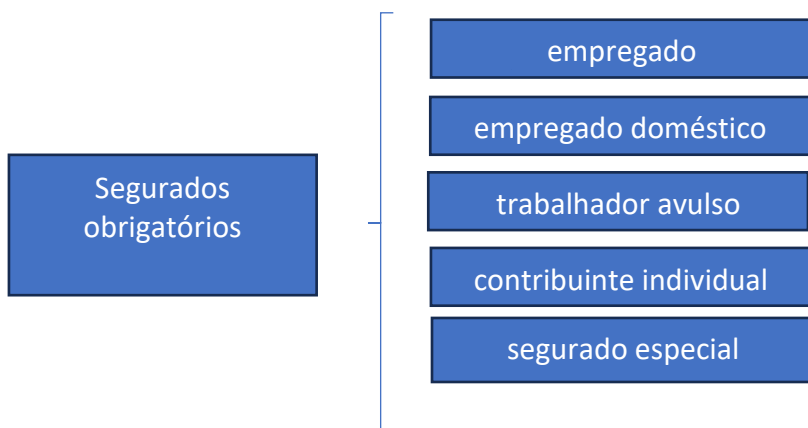 Segurados
obrigatórios
empregado
empregado doméstico
trabalhador avulso
contribuinte individual
segurado especial